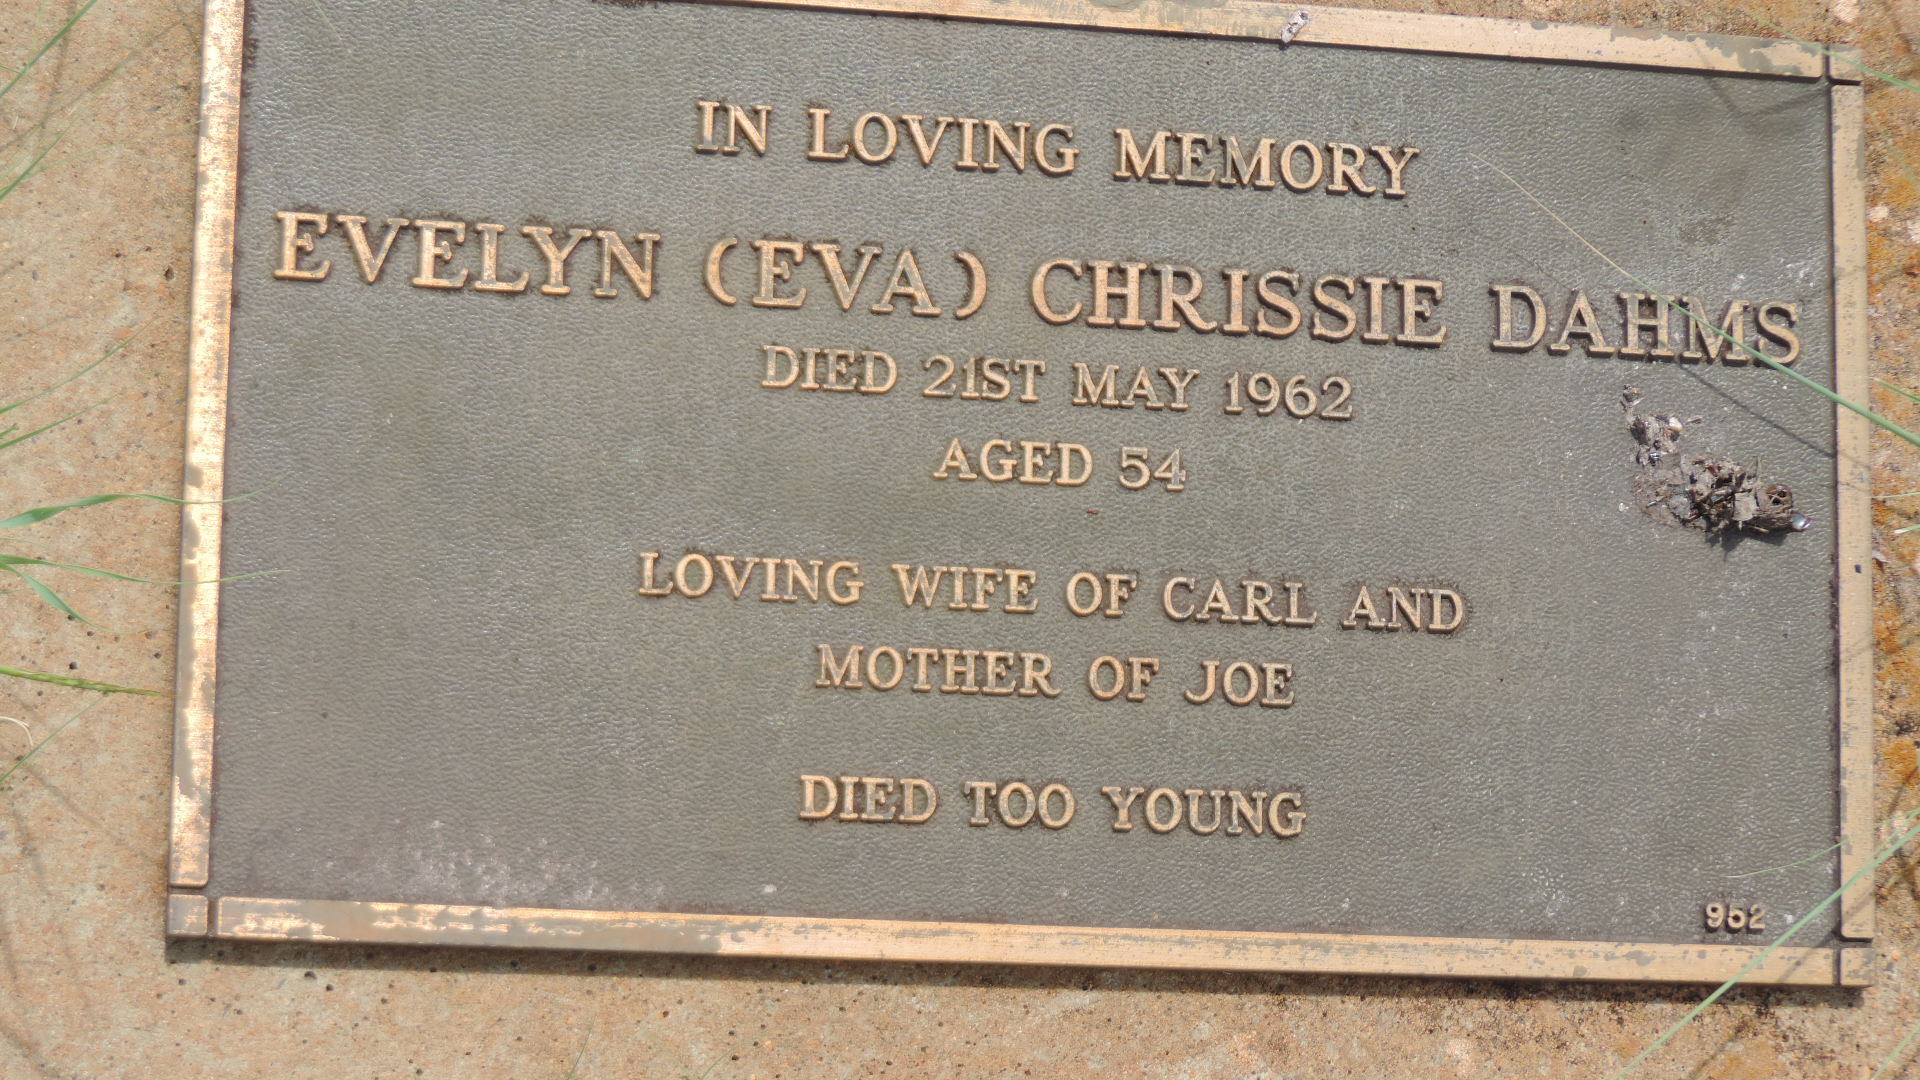 IN LOVING MEMORY
EVELYN (EVA) CHRISSIE DAHMS
DIED 21ST MAY 1962
AGED 54
LOVING WIFE OF CARL AND
MOTHER OF JOE
DIED TOO YOUNG
952